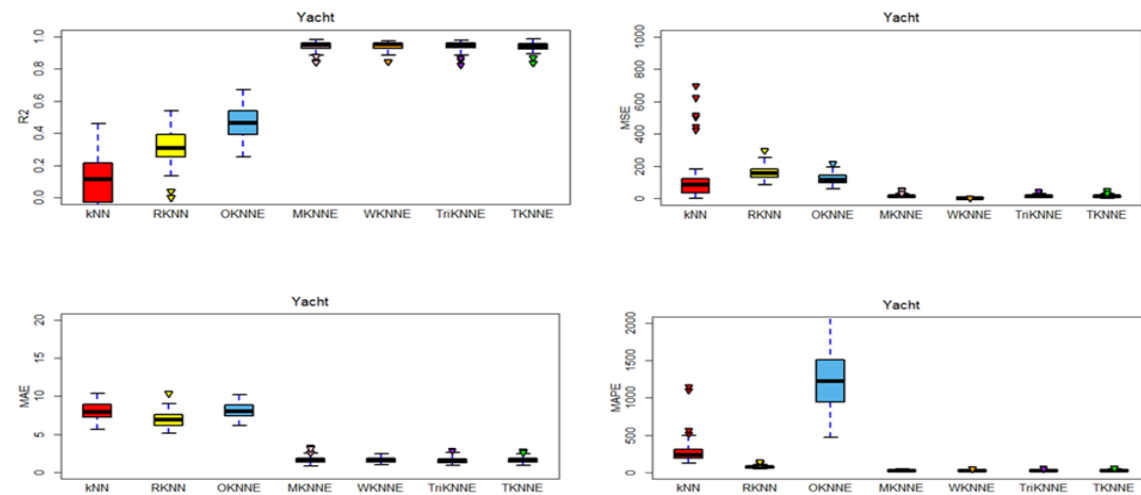 Yacht
R2
0.0 0.2 0.4 0.6 0.8 1.0
kNN RKNN OKNNE MKNNE WKNNE TriKNNE TKNNE
Yacht
MSE
0 200 400 600 800 1000
kNN RKNN OKNNE MKNNE WKNNE TriKNNE TKNNE
Yacht
MAE
0 5 10 15 20
kNN RKNN OKNNE MKNNE WKNNE TriKNNE TKNNE
Yacht
MAPE
0 500 1000 1500 2000
kNN RKNN OKNNE MKNNE WKNNE TriKNNE TKNNE